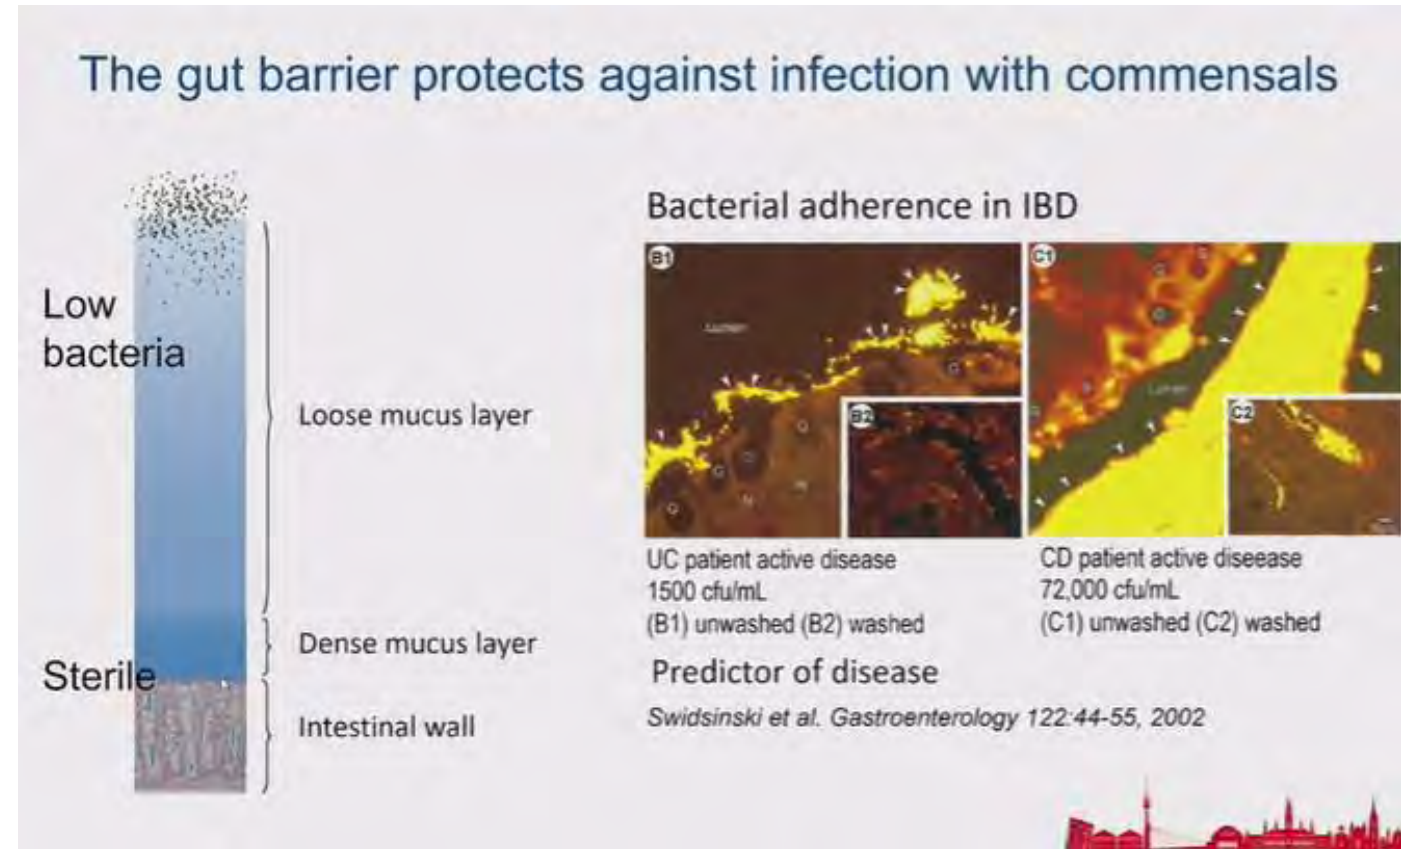 The gut barrier protects against infection with commensals
Low
bacteria
Sterile
Loose mucus layer
Dense mucus layer
Intestinal wall
Bacterial adherence in IBD
B1
Lumen
G
G
G
G
G
B2
C1
G
G
G
Lumen
C2
UC patient active disease
1500 cfu/mL
(B1) unwashed (B2) washed
CD patient active diseease
72,000 cfu/mL
(C1) unwashed (C2) washed
Predictor of disease
Swidsinski et al. Gastroenterology 122:44-55, 2002